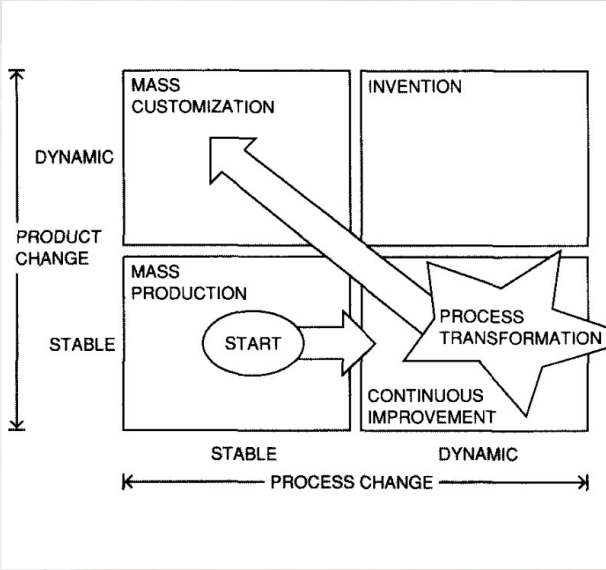 MASS
CUSTOMIZATION
INVENTION
DYNAMIC
PRODUCT
CHANGE
MASS
PRODUCTION
START
PROCESS
TRANSFORMATION
STABLE
CONTINUOUS
IMPROVEMENT
STABLE
DYNAMIC
PROCESS CHANGE